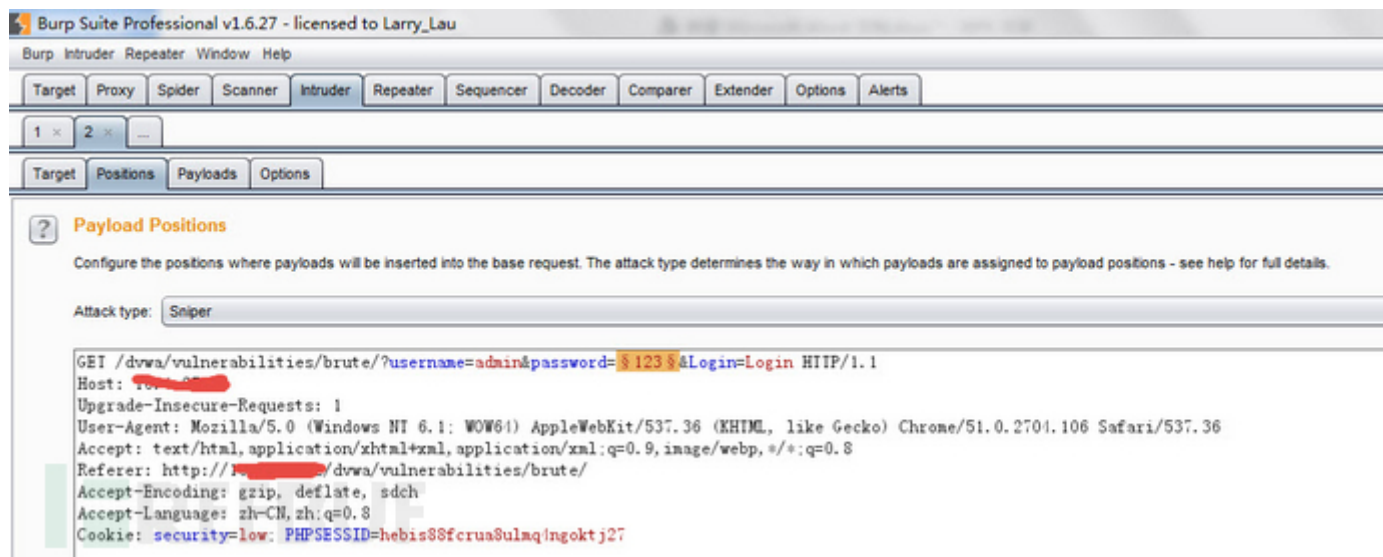 Burp Suite Professional v1.6.27 - licensed to Larry_Lau
Burp Intruder Repeater Window Help
Target Proxy Spider Scanner Intruder Repeater Sequencer Decoder Comparer Extender Options Alerts
1 × 2 × ...
Target Positions Payloads Options
? Payload Positions
Configure the positions where payloads will be inserted into the base request. The attack type determines the way in which payloads are assigned to payload positions - see help for full details.
Attack type: Sniper
GET /dvwa/vulnerabilities/brute/?username=admin&password=§123§&Login=Login HTTP/1.1
Host:
Upgrade-Insecure-Requests: 1
User-Agent: Mozilla/5.0 (Windows NT 6.1; WOW64) AppleWebKit/537.36 (KHTML, like Gecko) Chrome/51.0.2704.106 Safari/537.36
Accept: text/html,application/xhtml+xml,application/xml;q=0.9,image/webp,*/*;q=0.8
Referer: http:// /dvwa/vulnerabilities/brute/
Accept-Encoding: gzip, deflate, sdch
Accept-Language: zh-CN,zh;q=0.8
Cookie: security=low; PHPSESSID=hebis88fcrua8ulmq4ngoktj27